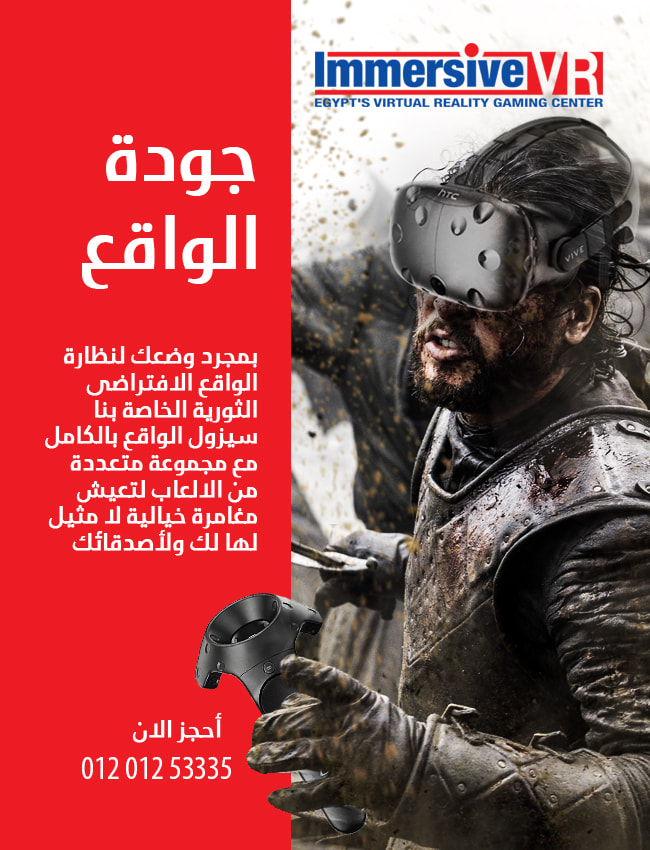 Immersive VR
EGYPT'S VIRTUAL REALITY GAMING CENTER
جودة
الواقع
hTC
VIVE
بمجرد وضعك لنظارة
الواقع الافتراضى
الثورية الخاصة بنا
سيزول الواقع بالكامل
مع مجموعة متعددة
من الالعاب لتعيش
مغامرة خيالية لا مثيل
لها لك ولأصدقائك
أحجز الان
012 012 53335